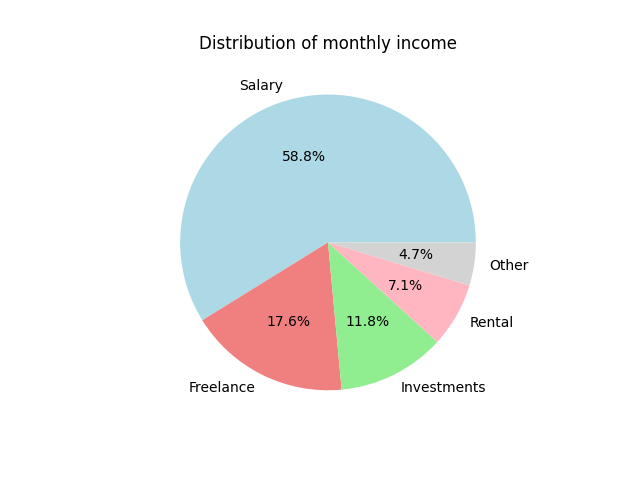 Distribution of monthly income
Salary
58.8%
4.7%
Other
7.1%
17.6%
11.8%
Rental
Freelance
Investments